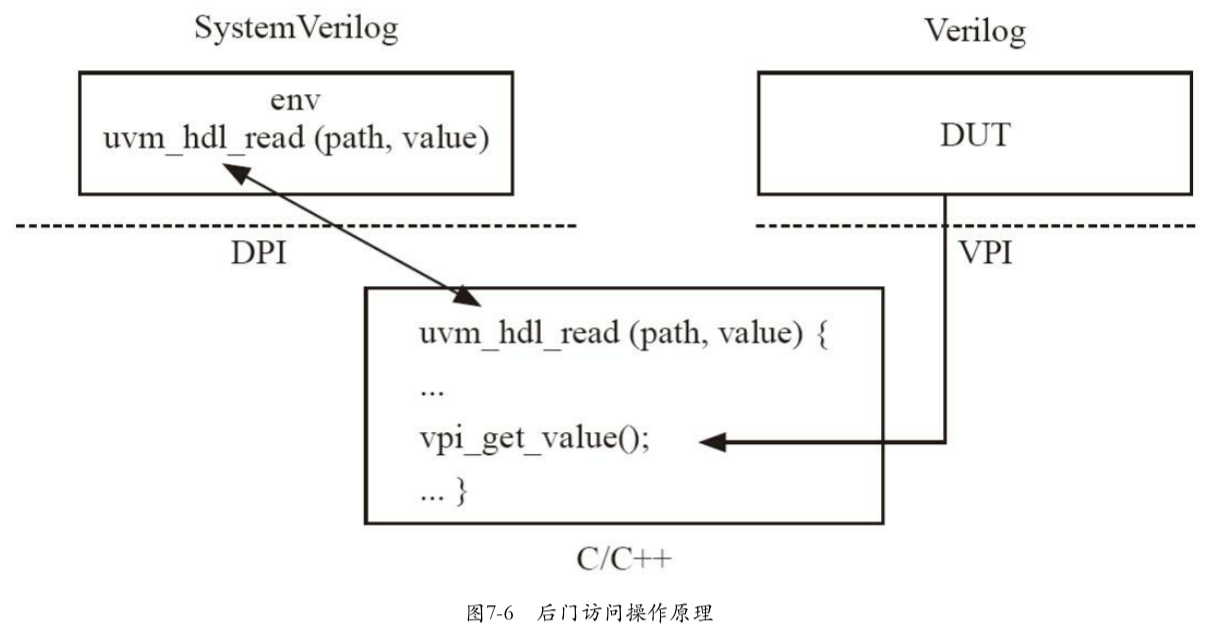 SystemVerilog
Verilog
env
uvm_hdl_read (path, value)
DUT
DPI
VPI
uvm_hdl_read (path, value) {
...
vpi_get_value();
... }
C/C++
图7-6 后门访问操作原理